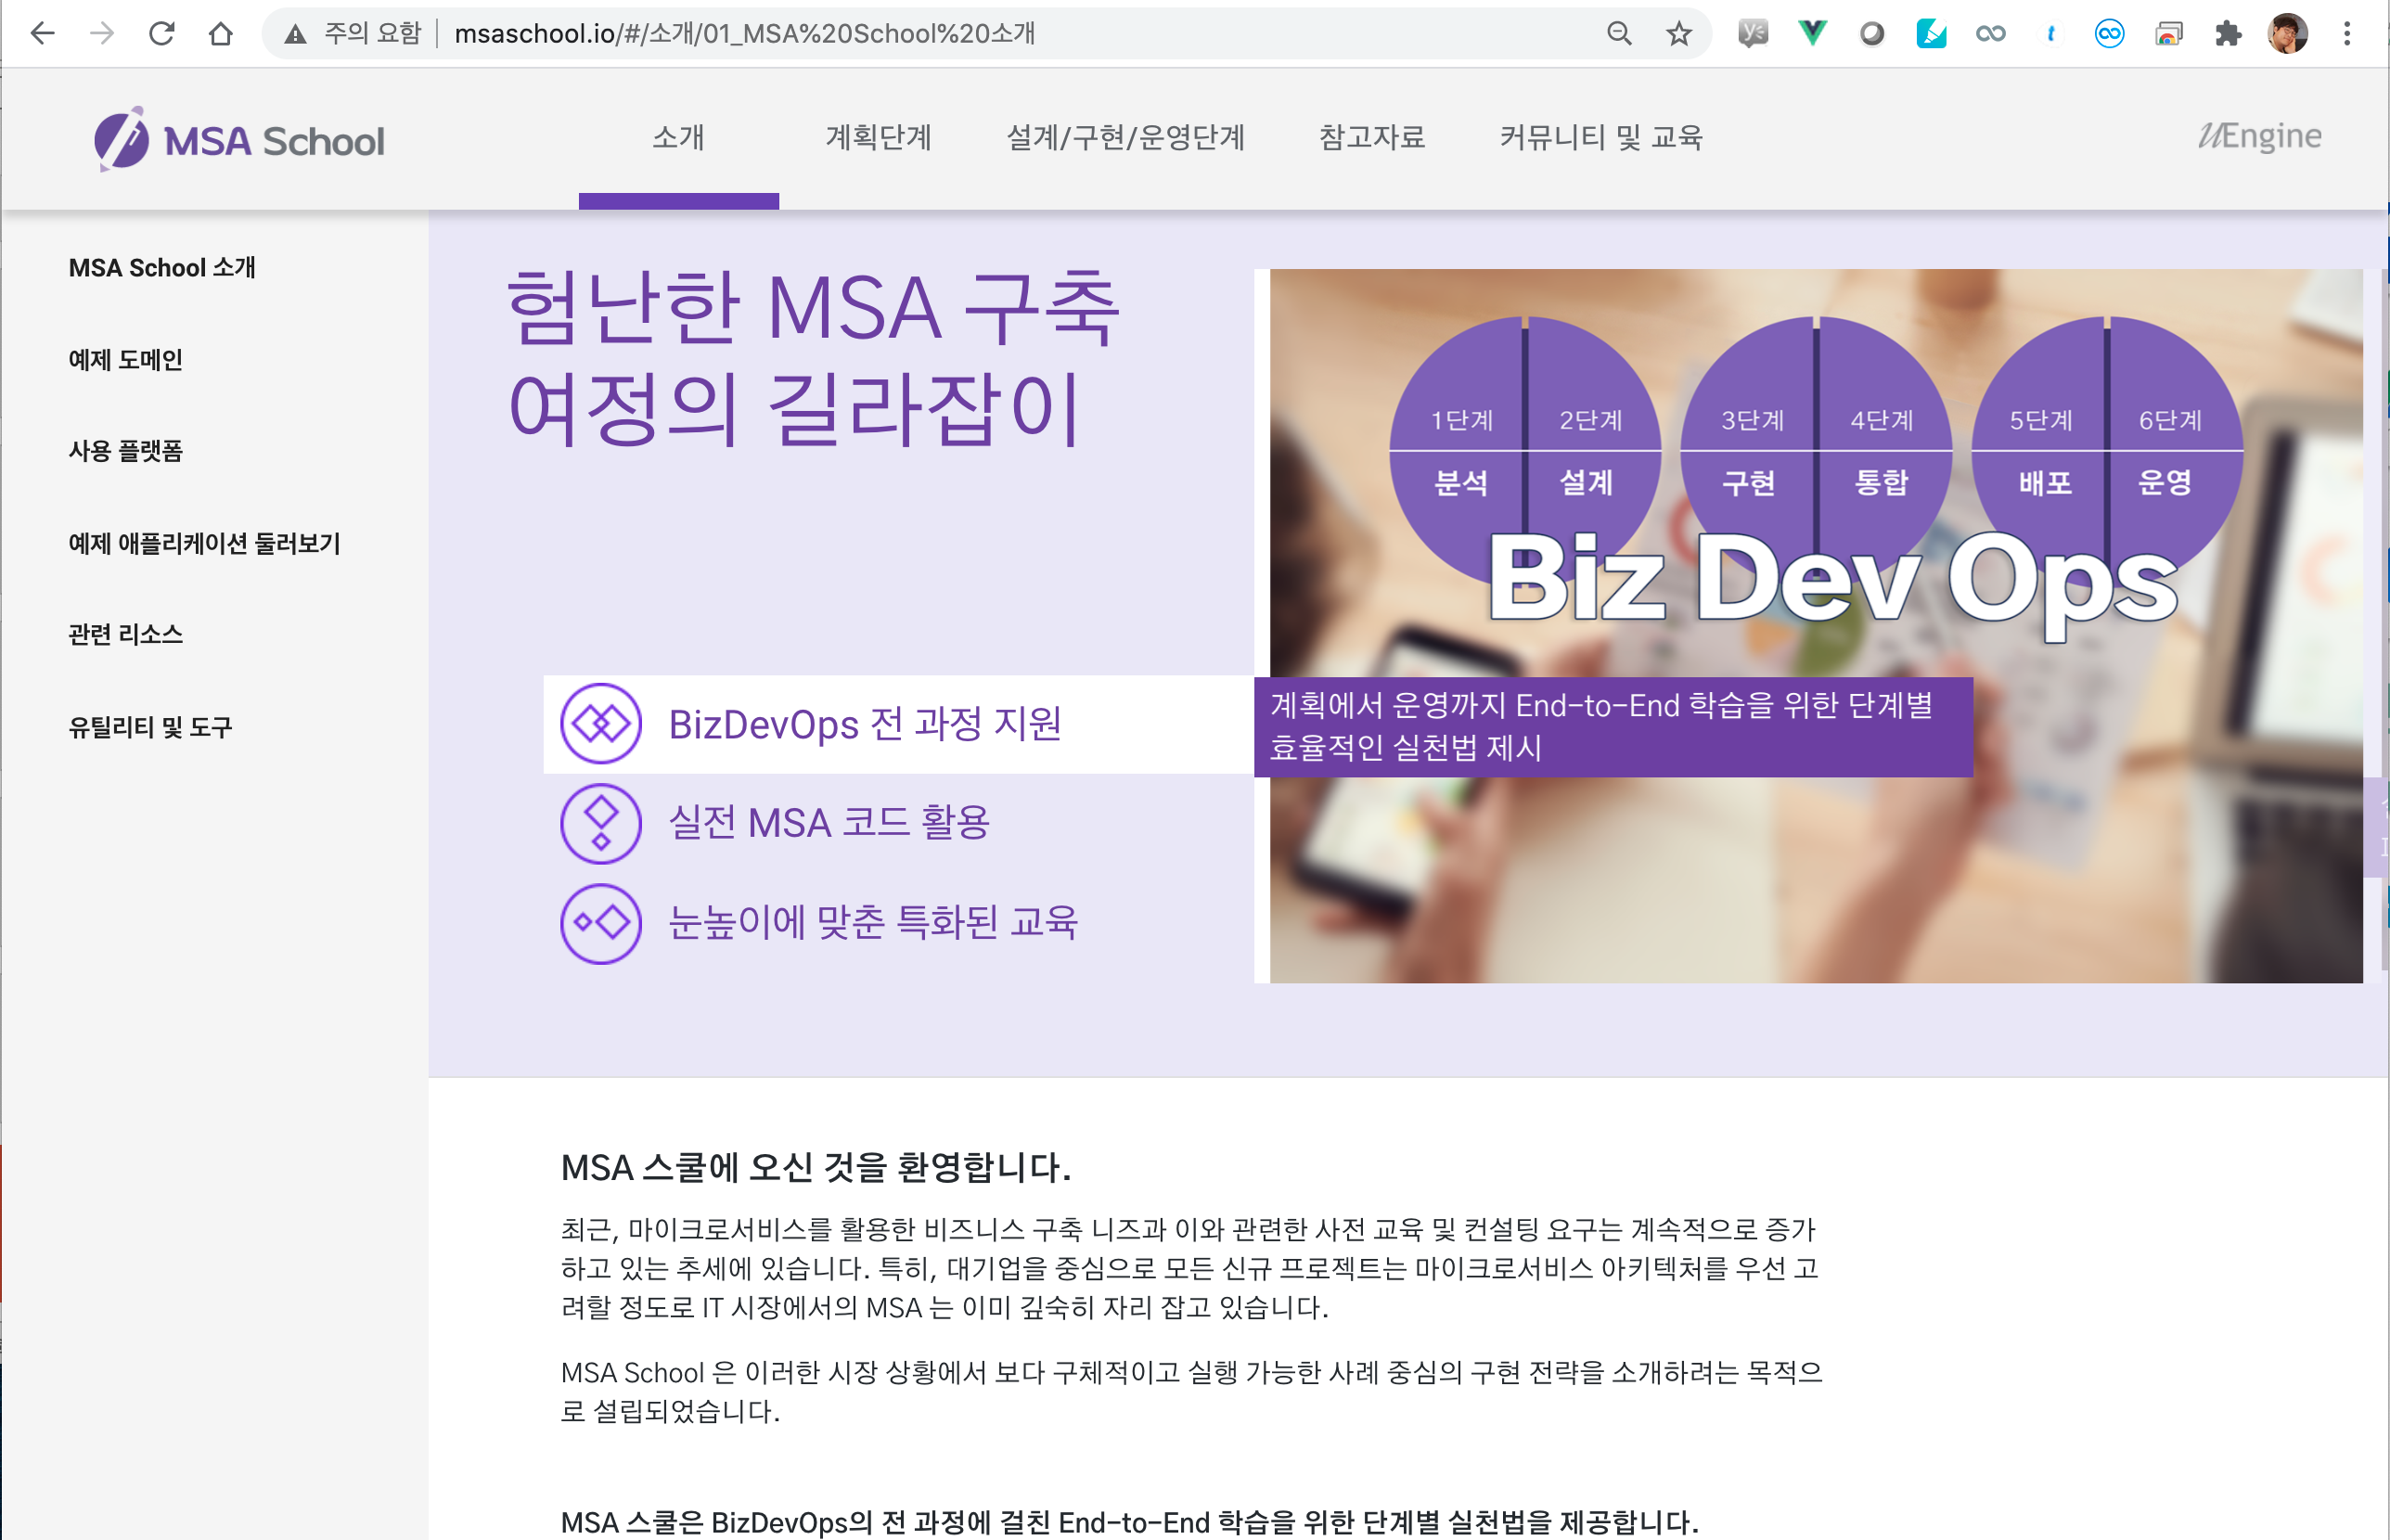 주의 요함
msaschool.io/#/소개/01_MSA%20School%20소개
MSA School
소개
계획단계
설계/구현/운영단계
참고자료
커뮤니티 및 교육
uEngine
MSA School 소개
예제 도메인
사용 플랫폼
예제 애플리케이션 둘러보기
관련 리소스
유틸리티 및 도구
험난한 MSA 구축
여정의 길라잡이
1단계
2단계
3단계
4단계
5단계
6단계
분석
설계
구현
통합
배포
운영
Biz Dev Ops
BizDevOps 전 과정 지원
계획에서 운영까지 End-to-End 학습을 위한 단계별
효율적인 실천법 제시
실전 MSA 코드 활용
눈높이에 맞춘 특화된 교육
MSA 스쿨에 오신 것을 환영합니다.
최근, 마이크로서비스를 활용한 비즈니스 구축 니즈과 이와 관련한 사전 교육 및 컨설팅 요구는 계속적으로 증가
하고 있는 추세에 있습니다. 특히, 대기업을 중심으로 모든 신규 프로젝트는 마이크로서비스 아키텍처를 우선 고
려할 정도로 IT 시장에서의 MSA 는 이미 깊숙히 자리 잡고 있습니다.
MSA School 은 이러한 시장 상황에서 보다 구체적이고 실행 가능한 사례 중심의 구현 전략을 소개하려는 목적으
로 설립되었습니다.
MSA 스쿨은 BizDevOps의 전 과정에 걸친 End-to-End 학습을 위한 단계별 실천법을 제공합니다.